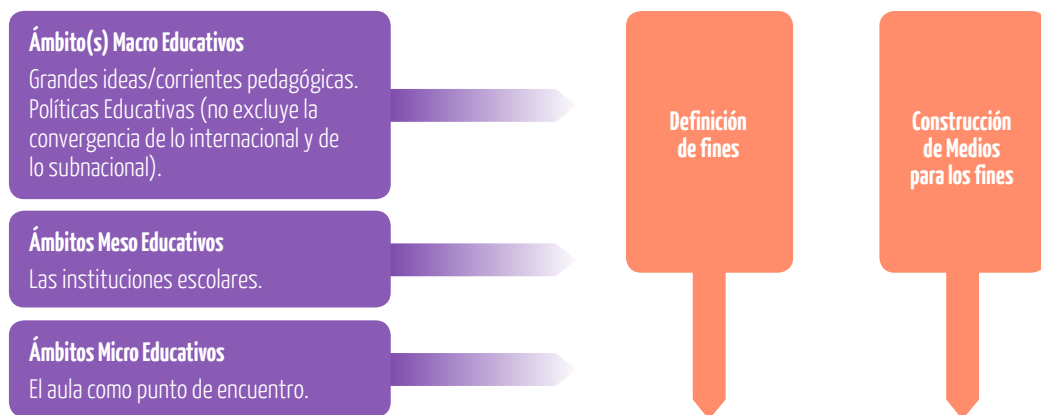 Ámbito(s) Macro Educativos
Grandes ideas/corrientes pedagógicas.
Políticas Educativas (no excluye la
convergencia de lo internacional y de
lo subnacional).
Ámbitos Meso Educativos
Las instituciones escolares.
Ámbitos Micro Educativos
El aula como punto de encuentro.
Definición
de fines
Construcción
de Medios
para los fines